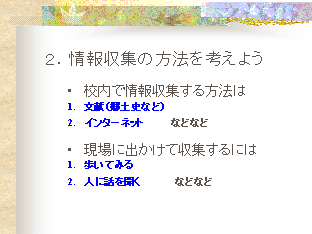 2. 情報収集の方法を考えよう
・ 校内で情報収集する方法は
1. 文献(郷土史など)
2. インターネット などなど
・ 現場に出かけて収集するには
1. 歩いてみる
2. 人に話を聞く などなど